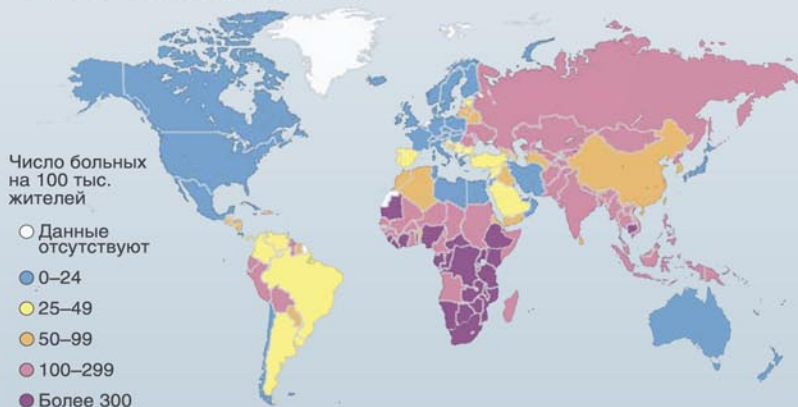 Число больных
на 100 тыс.
жителей
Данные
отсутствуют
0–24
25–49
50–99
100–299
Более 300